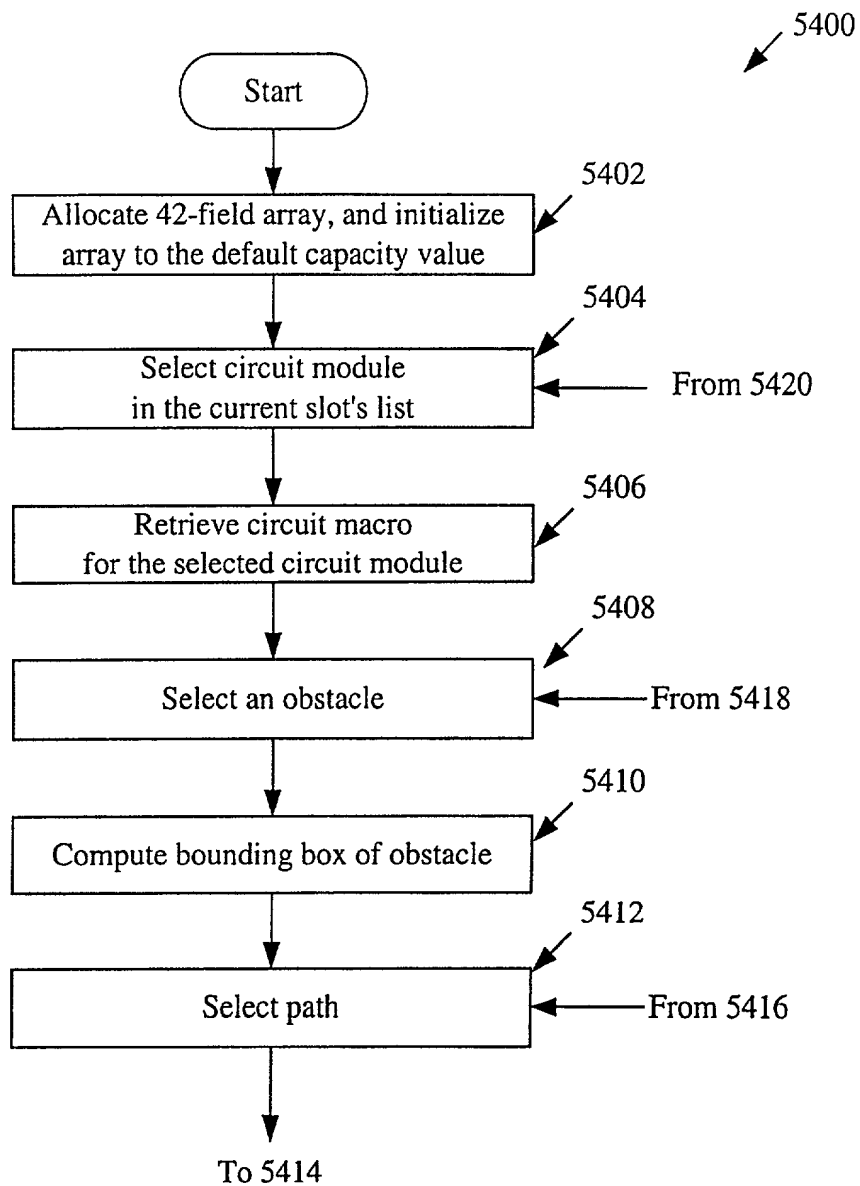 5400
Start
5402
Allocate 42-field array, and initialize
array to the default capacity value
5404
Select circuit module
in the current slot's list
From 5420
5406
Retrieve circuit macro
for the selected circuit module
5408
Select an obstacle
From 5418
5410
Compute bounding box of obstacle
5412
Select path
From 5416
To 5414